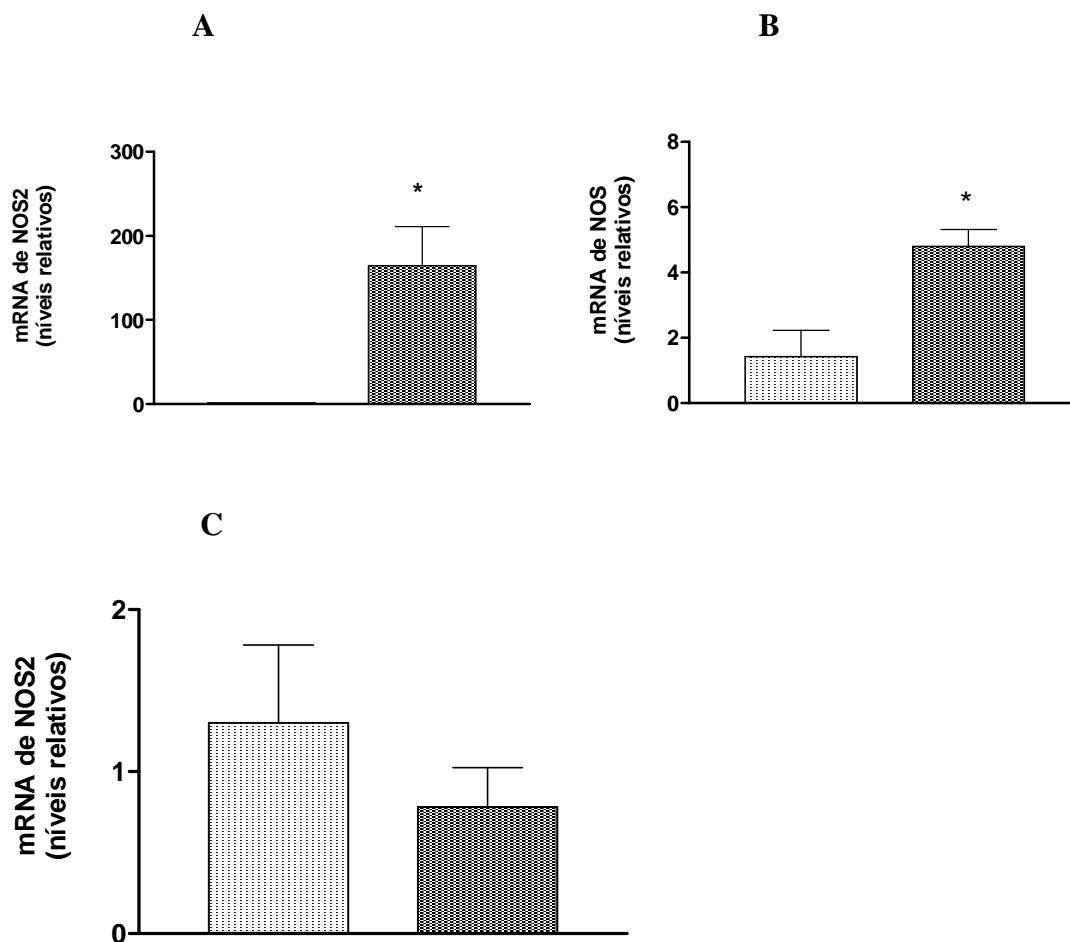 A
B
mRNA de NOS2
(níveis relativos)
300
200
100
0
*
mRNA de NOS
(níveis relativos)
8
6
4
2
0
*
C
mRNA de NOS2
(níveis relativos)
2
1
0